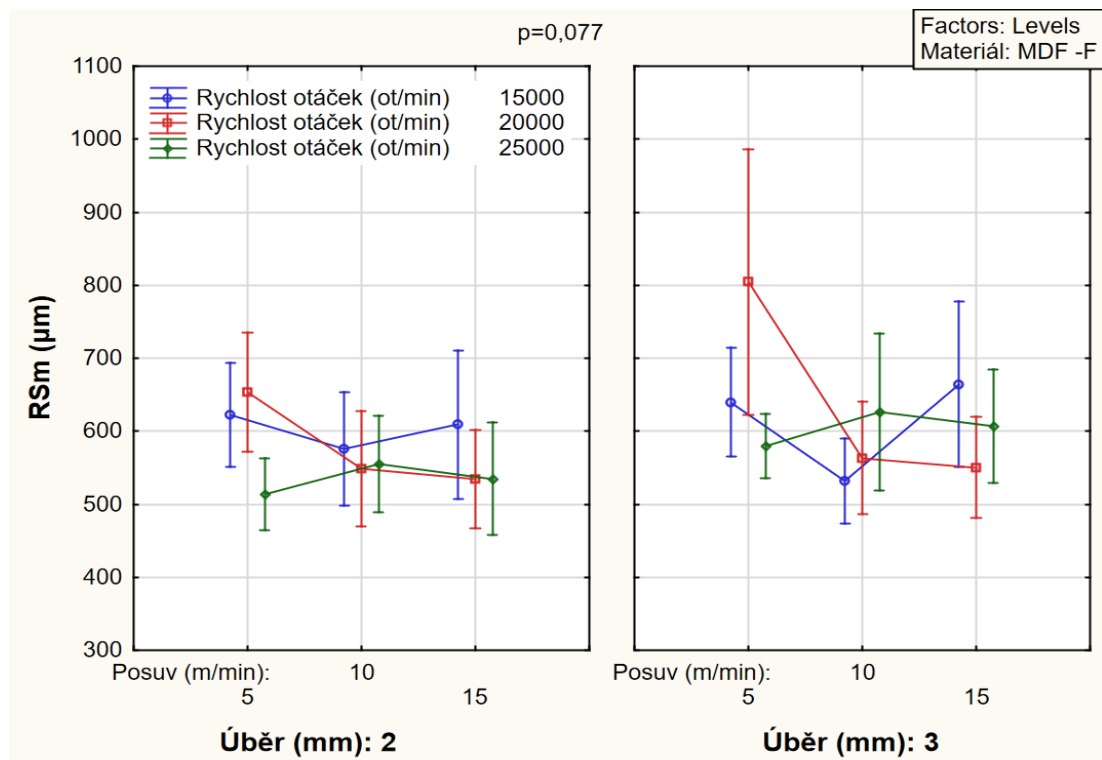 p=0,077
Factors: Levels
Materiál: MDF -F
1100
1000
900
800
700
600
500
400
300
RSm (µm)
Rychlost otáček (ot/min) 15000
Rychlost otáček (ot/min) 20000
Rychlost otáček (ot/min) 25000
Posuv (m/min): 10
5 15
Posuv (m/min): 10
5 15
Úběr (mm): 2
Úběr (mm): 3